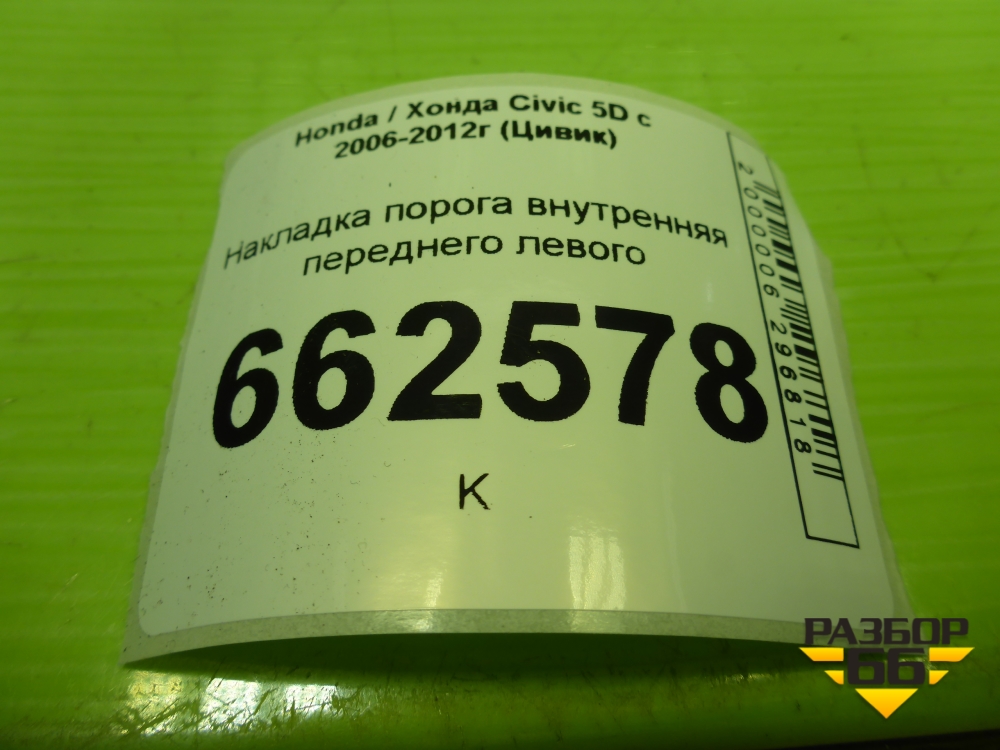 Honda / Хонда Civic 5D с
2006-2012г (Цивик)
Накладка порога внутренняя
переднего левого
662578
К
2000006296818
РАЗБОР
66